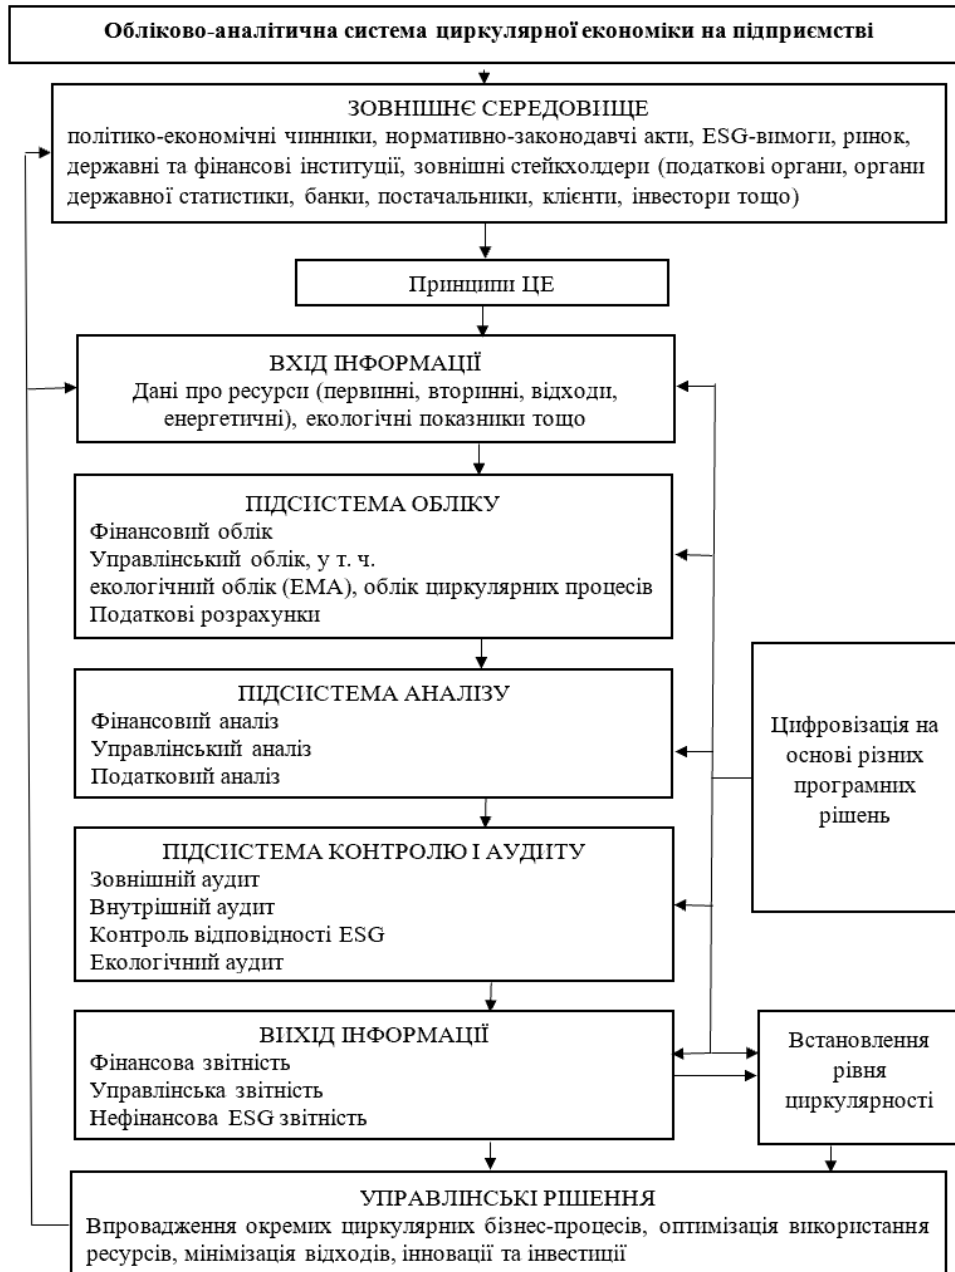 Обліково-аналітична система циркулярної економіки на підприємстві
ЗОВНІШНЄ СЕРЕДОВИЩЕ
політико-економічні чинники, нормативно-законодавчі акти, ESG-вимоги, ринок,
державні та фінансові інституції, зовнішні стейкхолдери (податкові органи, органи
державної статистики, банки, постачальники, клієнти, інвестори тощо)
Принципи ЦЕ
ВХІД ІНФОРМАЦІЇ
Дані про ресурси (первинні, вторинні, відходи,
енергетичні), екологічні показники тощо
ПІДСИСТЕМА ОБЛІКУ
Фінансовий облік
Управлінський облік, у т. ч.
екологічний облік (ЕМА), облік циркулярних процесів
Податкові розрахунки
ПІДСИСТЕМА АНАЛІЗУ
Фінансовий аналіз
Управлінський аналіз
Податковий аналіз
Цифровізація на
основі різних
програмних
рішень
ПІДСИСТЕМА КОНТРОЛЮ І АУДИТУ
Зовнішній аудит
Внутрішній аудит
Контроль відповідності ESG
Екологічний аудит
ВИХІД ІНФОРМАЦІЇ
Фінансова звітність
Управлінська звітність
Нефінансова ESG звітність
Встановлення
рівня
циркулярності
УПРАВЛІНСЬКІ РІШЕННЯ
Впровадження окремих циркулярних бізнес-процесів, оптимізація використання
ресурсів, мінімізація відходів, інновації та інвестиції